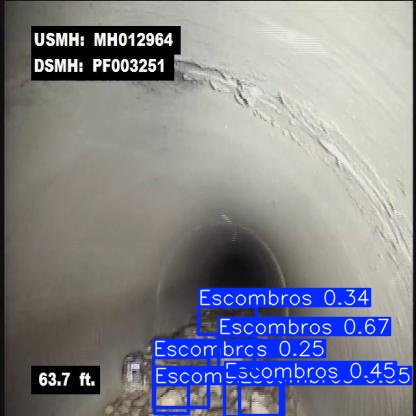 USMH: MH012964
DSMH: PF003251
Escombros 0.34
Escombros 0.67
Escombros 0.25
Escombros 0.45
63.7 ft.